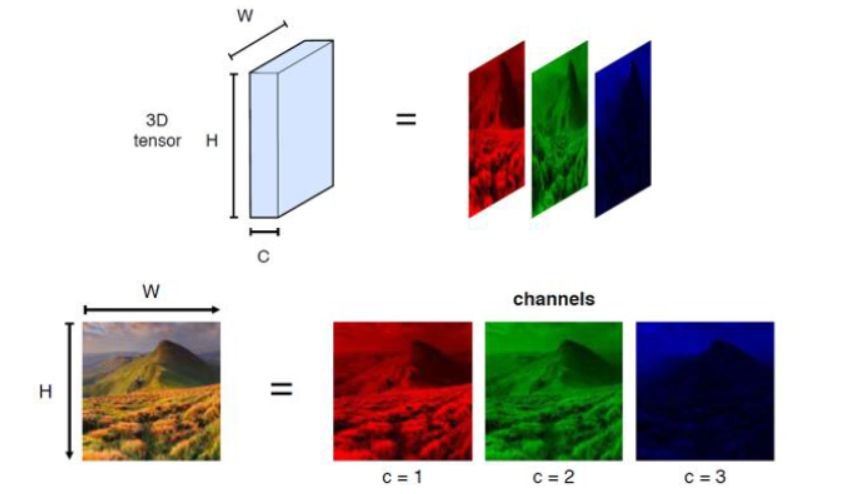 W
3D
tensor
H
=
C
W
channels
H
=
c = 1
c = 2
c = 3